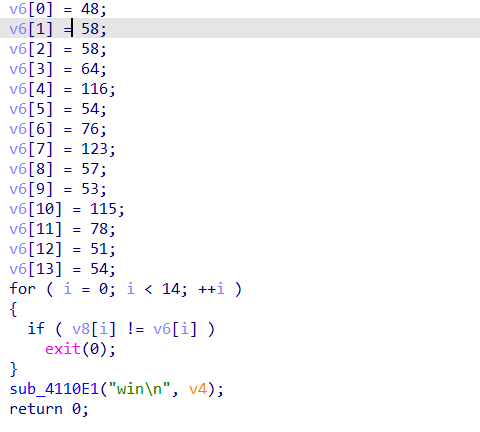 v6[0] = 48;
v6[1] = 58;
v6[2] = 58;
v6[3] = 64;
v6[4] = 116;
v6[5] = 54;
v6[6] = 76;
v6[7] = 123;
v6[8] = 57;
v6[9] = 53;
v6[10] = 115;
v6[11] = 78;
v6[12] = 51;
v6[13] = 54;
for ( i = 0; i < 14; ++i )
{
  if ( v8[i] != v6[i] )
    exit(0);
}
sub_4110E1("win\n", v4);
return 0;